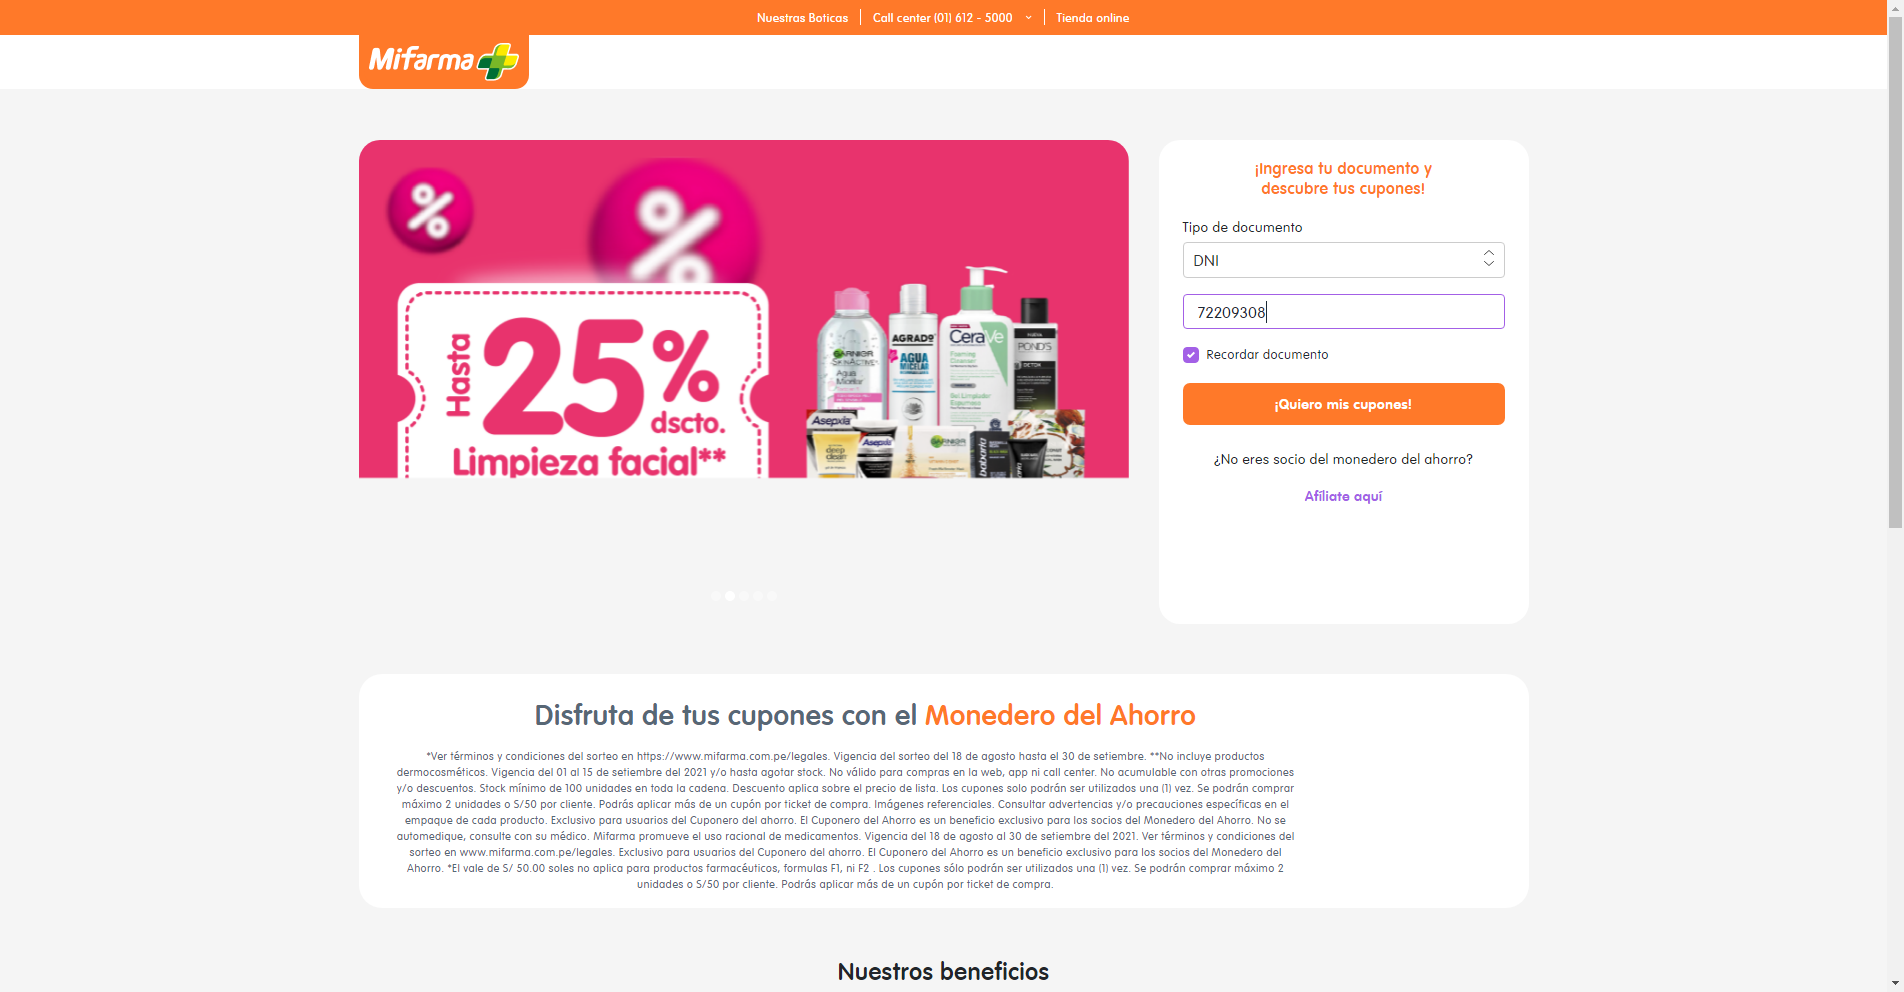 Nuestras Boticas
Call center (01) 612 - 5000
Tienda online
Mifarma
%
%
Hasta
25%
dscto.
Limpieza facial**
GARNIER
SKINACTIVE
Agua
Micelar
AGRADO
AGUA
MICELAR
CeraVe
Foaming
Cleanser
Gel Limpiador
Espumoso
POND'S
DETOX
Asepxia
deep
clean
Asepxia
GARNIER
babaria
¡Ingresa tu documento y
descubre tus cupones!
Tipo de documento
DNI
72209308
Recordar documento
¡Quiero mis cupones!
¿No eres socio del monedero del ahorro?
Afíliate aquí
Disfruta de tus cupones con el Monedero del Ahorro
*Ver términos y condiciones del sorteo en https://www.mifarma.com.pe/legales. Vigencia del sorteo del 18 de agosto hasta el 30 de setiembre. **No incluye productos
dermocosméticos. Vigencia del 01 al 15 de setiembre del 2021 y/o hasta agotar stock. No válido para compras en la web, app ni call center. No acumulable con otras promociones
y/o descuentos. Stock mínimo de 100 unidades en toda la cadena. Descuento aplica sobre el precio de lista. Los cupones solo podrán ser utilizados una (1) vez. Se podrán comprar
máximo 2 unidades o S/50 por cliente. Podrás aplicar más de un cupón por ticket de compra. Imágenes referenciales. Consultar advertencias y/o precauciones específicas en el
empaque de cada producto. Exclusivo para usuarios del Cuponero del ahorro. El Cuponero del Ahorro es un beneficio exclusivo para los socios del Monedero del Ahorro. No se
automedique, consulte con su médico. Mifarma promueve el uso racional de medicamentos. Vigencia del 18 de agosto al 30 de setiembre del 2021. Ver términos y condiciones del
sorteo en www.mifarma.com.pe/legales. Exclusivo para usuarios del Cuponero del ahorro. El Cuponero del Ahorro es un beneficio exclusivo para los socios del Monedero del
Ahorro. *El vale de S/ 50.00 soles no aplica para productos farmacéuticos, formulas F1, ni F2 . Los cupones sólo podrán ser utilizados una (1) vez. Se podrán comprar máximo 2
unidades o S/50 por cliente. Podrás aplicar más de un cupón por ticket de compra.
Nuestros beneficios